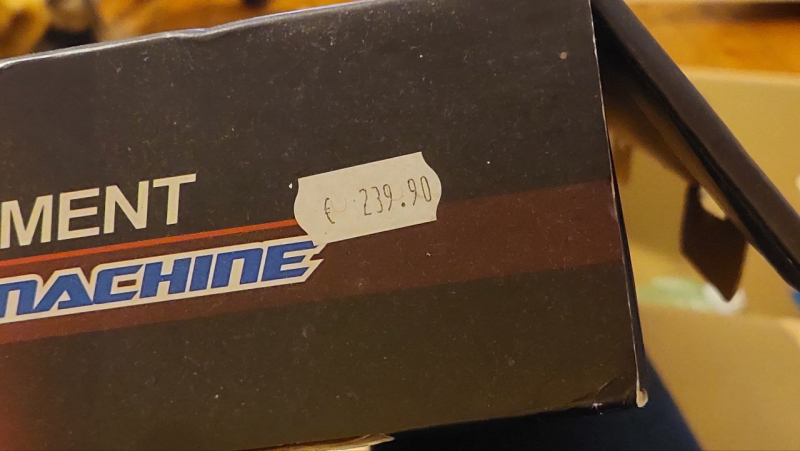 MENT
MACHINE
€ 239.90